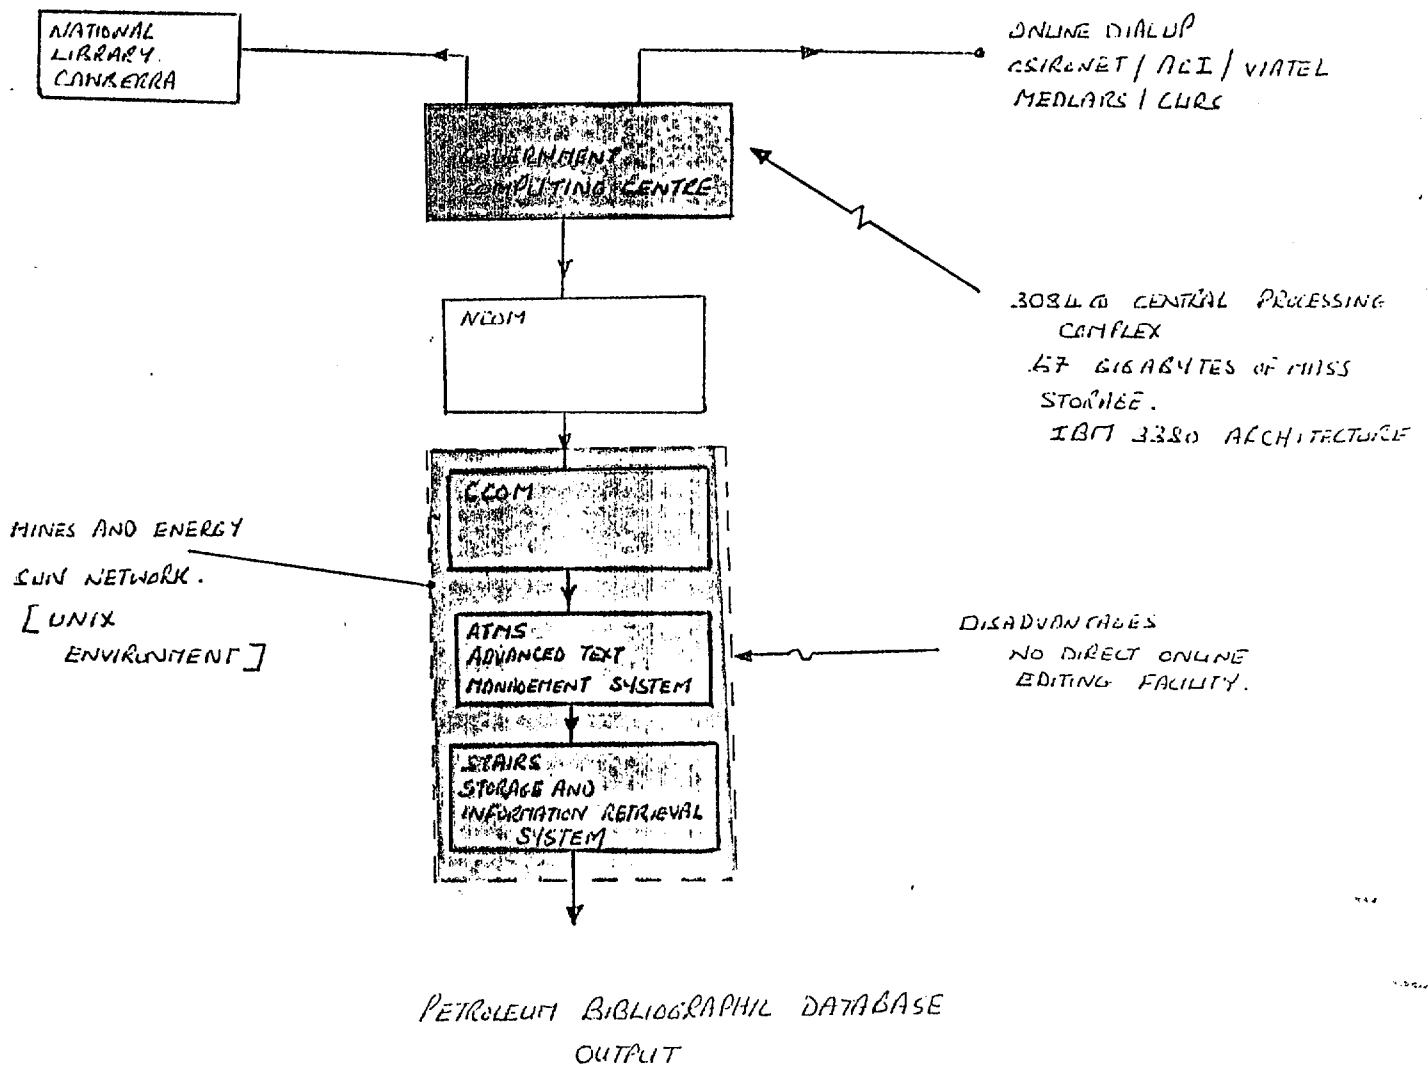 NATIONAL
LIBRARY.
CANBERRA
ONLINE DIALUP
CSIRONET / ACI / VIATEL
MEDLARS / CLIRS
GOVERNMENT
COMPUTING CENTRE
3084 Q CENTRAL PROCESSING
COMPLEX
GIGABYTES OF MASS
STORAGE.
IBM 3380 ARCHITECTURE
NCOM
CCOM
MINES AND ENERGY
SUN NETWORK.
[UNIX
ENVIRONMENT]
ATMS
ADVANCED TEXT
MANAGEMENT SYSTEM
DISADVANTAGES
NO DIRECT ONLINE
EDITING FACILITY.
STAIRS
STORAGE AND
INFORMATION RETRIEVAL
SYSTEM
PETROLEUM BIBLIOGRAPHIC DATABASE
OUTPUT